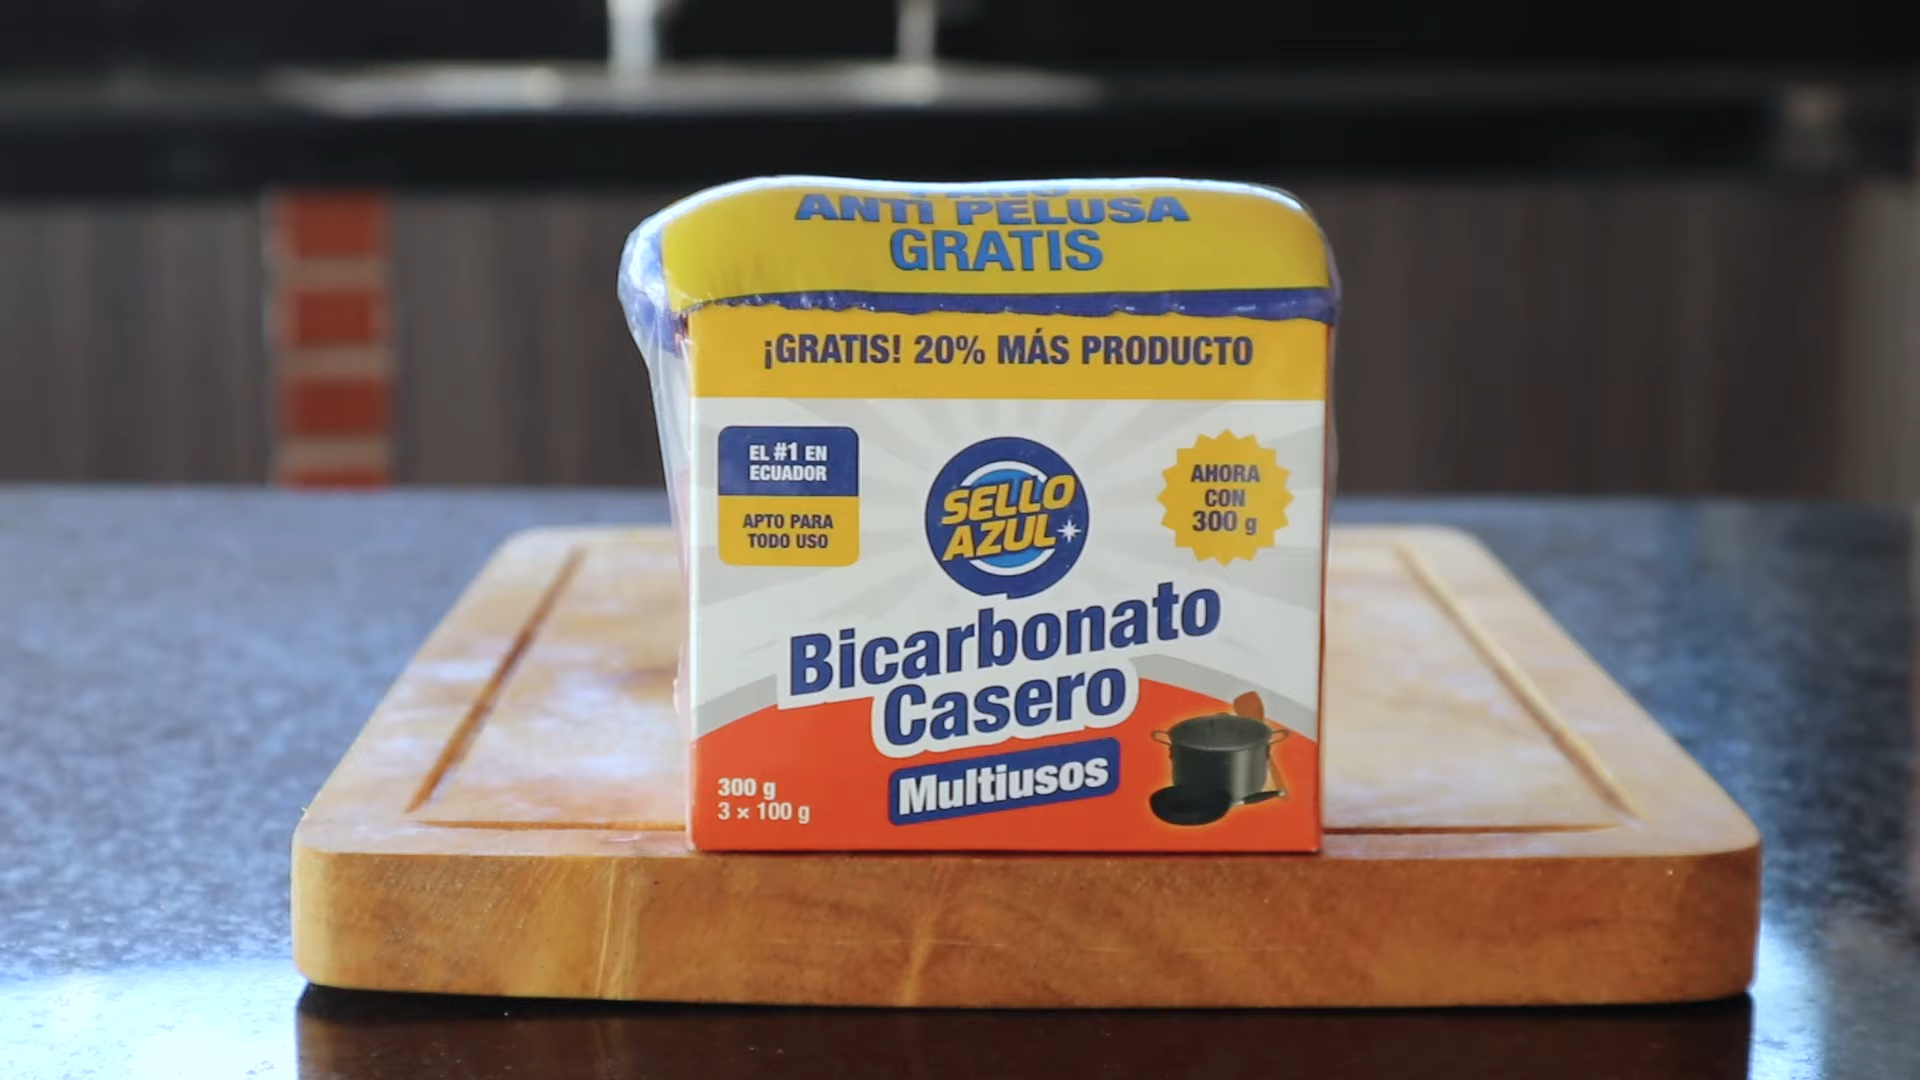 ANTI PELUSA
GRATIS
¡GRATIS! 20% MÁS PRODUCTO
EL #1 EN
ECUADOR
APTO PARA
TODO USO
SELLO
AZUL
AHORA
CON
300 g
Bicarbonato
Casero
Multiusos
300 g
3 x 100 g